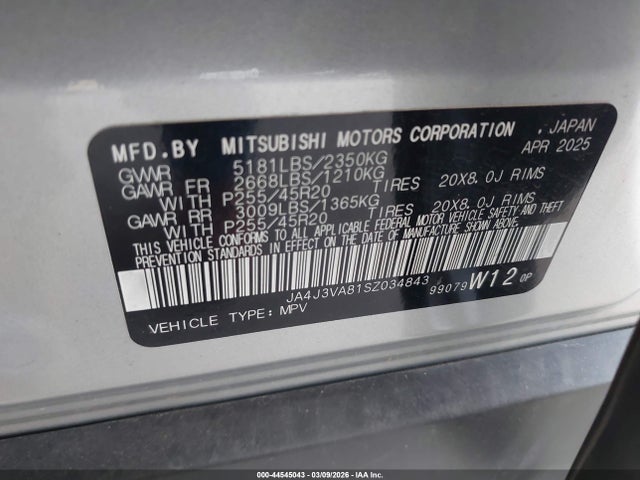 MFD.BY MITSUBISHI MOTORS CORPORATION, JAPAN
GVWR 5181LBS/2350KG APR 2025
GAWR FR 2668LBS/1210KG
WITH P255/45R20 TIRES 20X8.0J RIMS
GAWR RR 3009LBS/1365KG
WITH P255/45R20 TIRES 20X8.0J RIMS
THIS VEHICLE CONFORMS TO ALL APPLICABLE FEDERAL MOTOR VEHICLE SAFETY AND THEFT
PREVENTION STANDARDS IN EFFECT ON THE DATE OF MANUFACTURE SHOWN ABOVE.
JA4J3VA81SZ034843
99079 W12 0P
VEHICLE TYPE: MPV
000-44545043 - 03/09/2026 - IAA Inc.